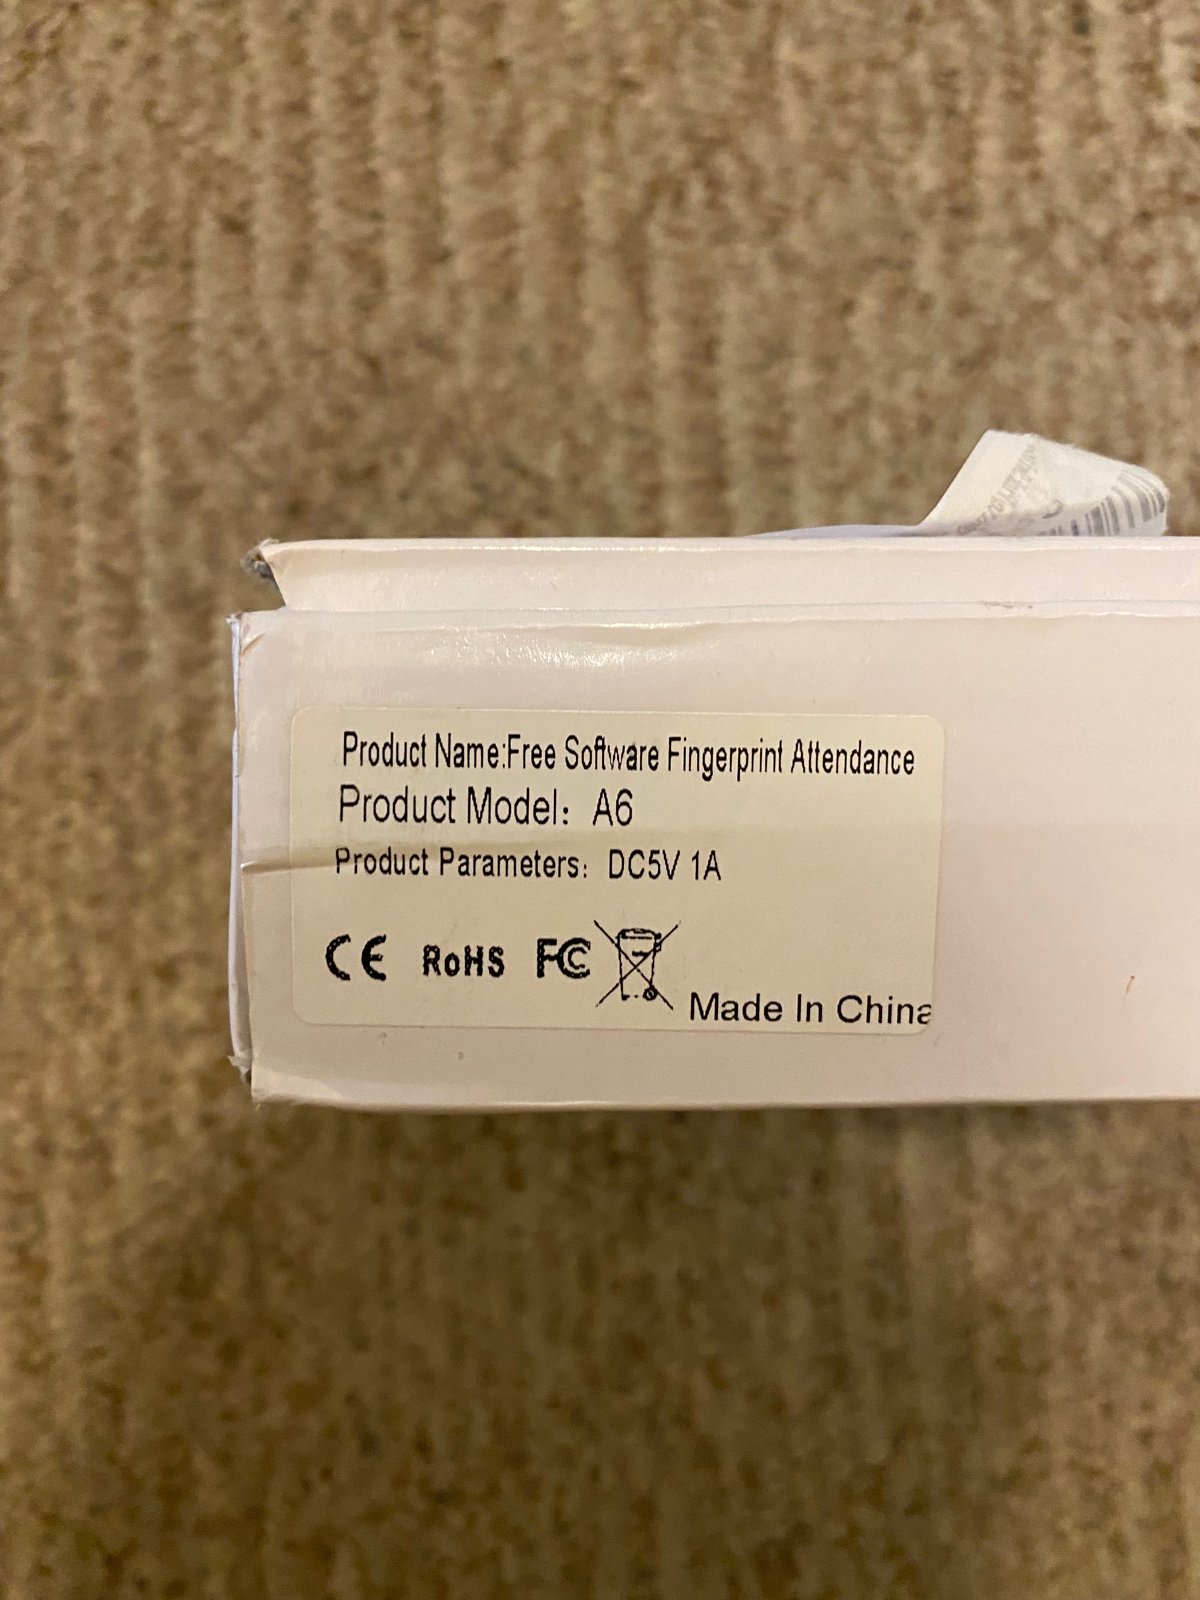 Product Name:Free Software Fingerprint Attendance
Product Model: A6
Product Parameters: DC5V 1A
CE RoHS FC
Made In China